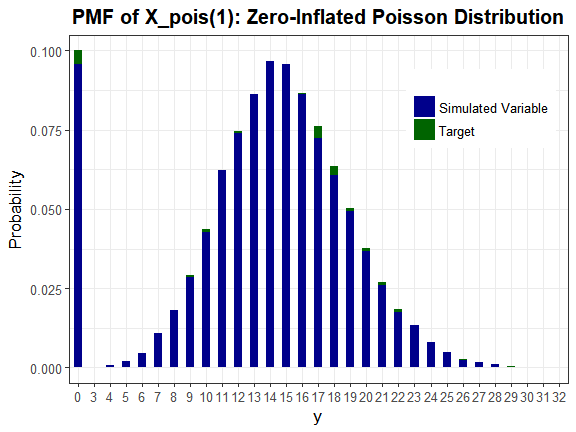 PMF of X_pois(1): Zero-Inflated Poisson Distribution
0.100
0.075
0.050
0.025
0.000
Probability
Simulated Variable
Target
0 3 4 5 6 7 8 9 10 11 12 13 14 15 16 17 18 19 20 21 22 23 24 25 26 27 28 29 30 31 32
y